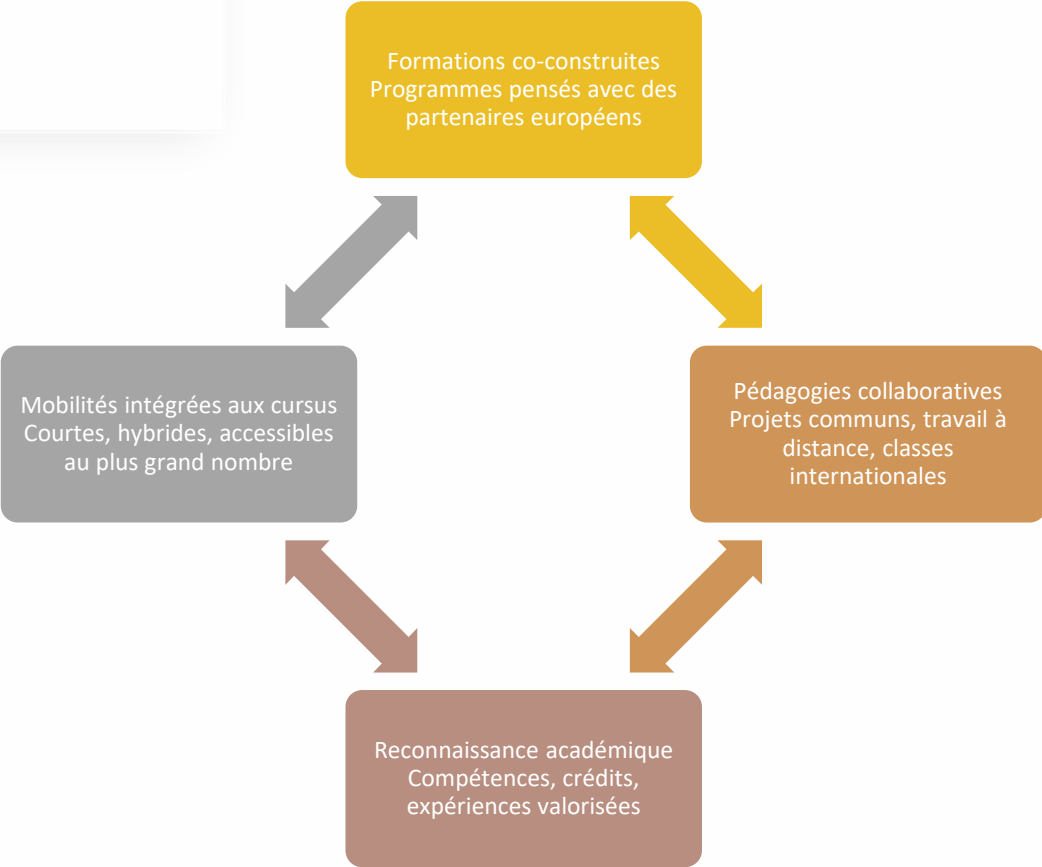 Formations co-construites
Programmes pensés avec des
partenaires européens
Mobilités intégrées aux cursus
Courtes, hybrides, accessibles
au plus grand nombre
Pédagogies collaboratives
Projets communs, travail à
distance, classes
internationales
Reconnaissance académique
Compétences, crédits,
expériences valorisées